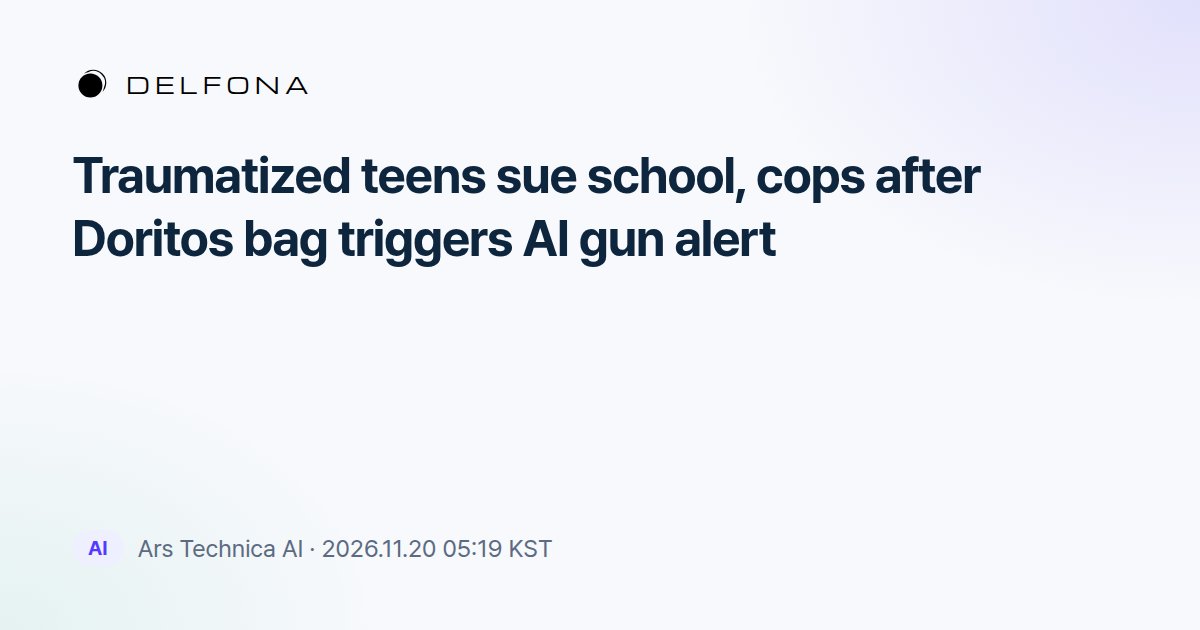 DELFONA
Traumatized teens sue school, cops after
Doritos bag triggers AI gun alert
AI Ars Technica AI · 2026.11.20 05:19 KST